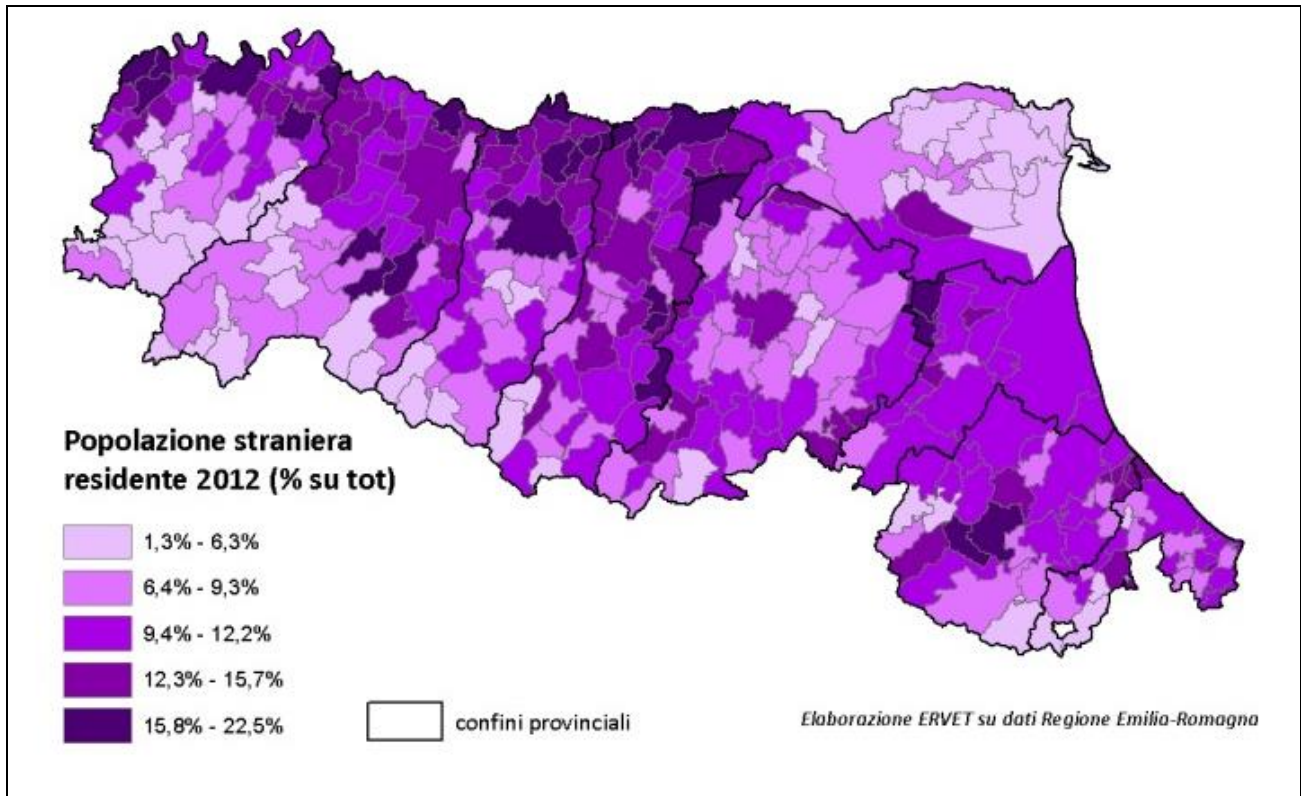 Popolazione straniera
residente 2012 (% su tot)
1,3% - 6,3%
6,4% - 9,3%
9,4% - 12,2%
12,3% - 15,7%
15,8% - 22,5%
confini provinciali
Elaborazione ERVET su dati Regione Emilia-Romagna